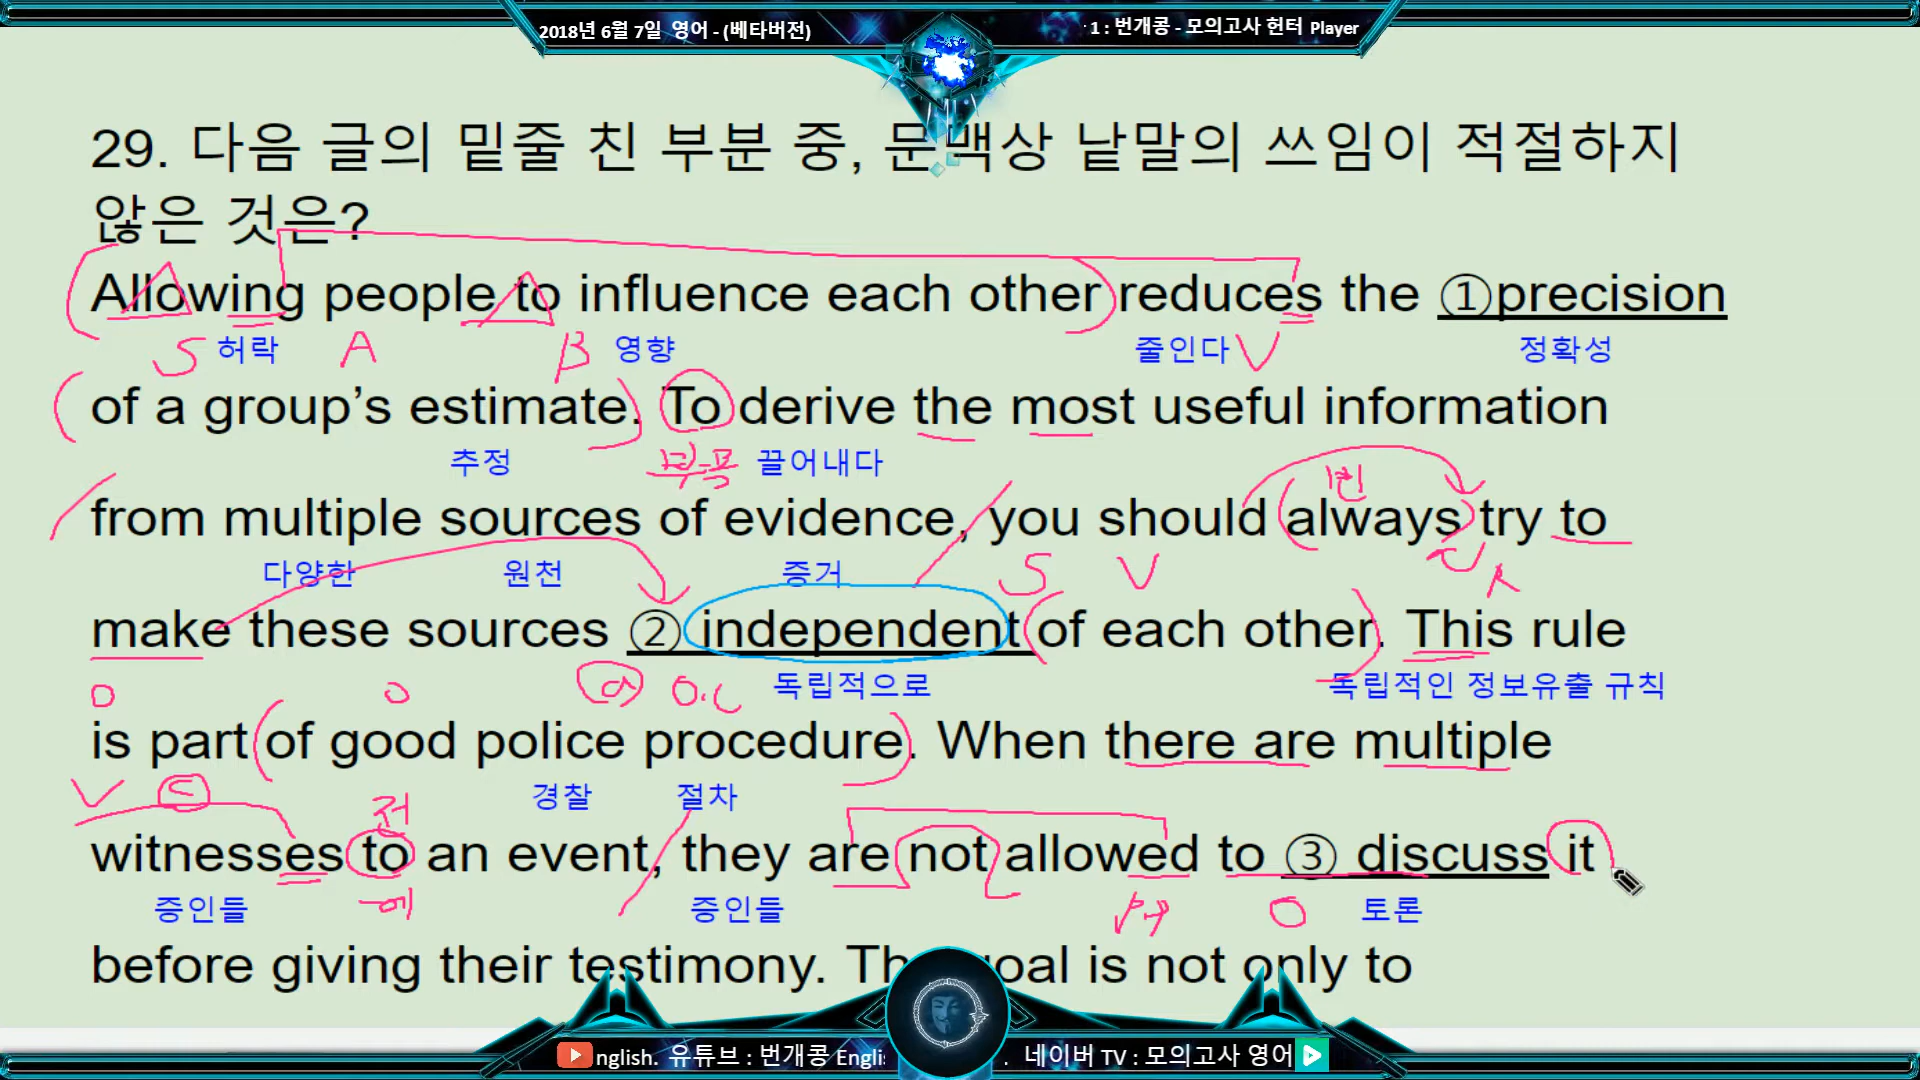 2018년 6월 7일 영어 - (베타버전)
1 : 번개콩 - 모의고사 헌터 Player
29. 다음 글의 밑줄 친 부분 중, 문맥상 낱말의 쓰임이 적절하지
않은 것은?
Allowing people to influence each other reduces the ①precision
S 허락 A B 영향 줄인다 V 정확성
of a group's estimate. To derive the most useful information
추정 끌어내다
from multiple sources of evidence, you should always try to
다양한 원천 증거 S V
make these sources ② independent of each other. This rule
O O ⓐ O.C 독립적으로 독립적인 정보유출 규칙
is part of good police procedure. When there are multiple
V C 경찰 절차
witnesses to an event, they are not allowed to ③ discuss it
증인들 에 증인들 O 토론
before giving their testimony. The goal is not only to
nglish. 유튜브 : 번개콩 Engli
네이버 TV : 모의고사 영어